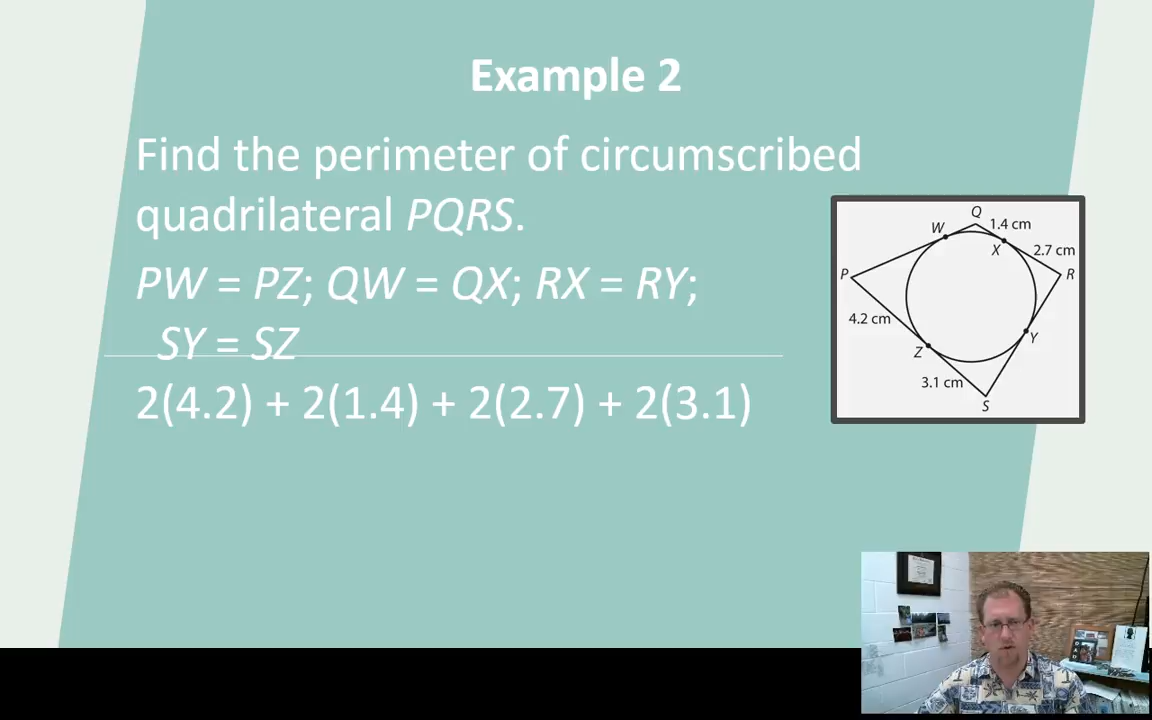 Example 2
Find the perimeter of circumscribed
quadrilateral PQRS.
PW = PZ; QW = QX; RX = RY;
SY = SZ
2(4.2) + 2(1.4) + 2(2.7) + 2(3.1)
Q
W
1.4 cm
X
2.7 cm
P
R
4.2 cm
Z
Y
3.1 cm
S